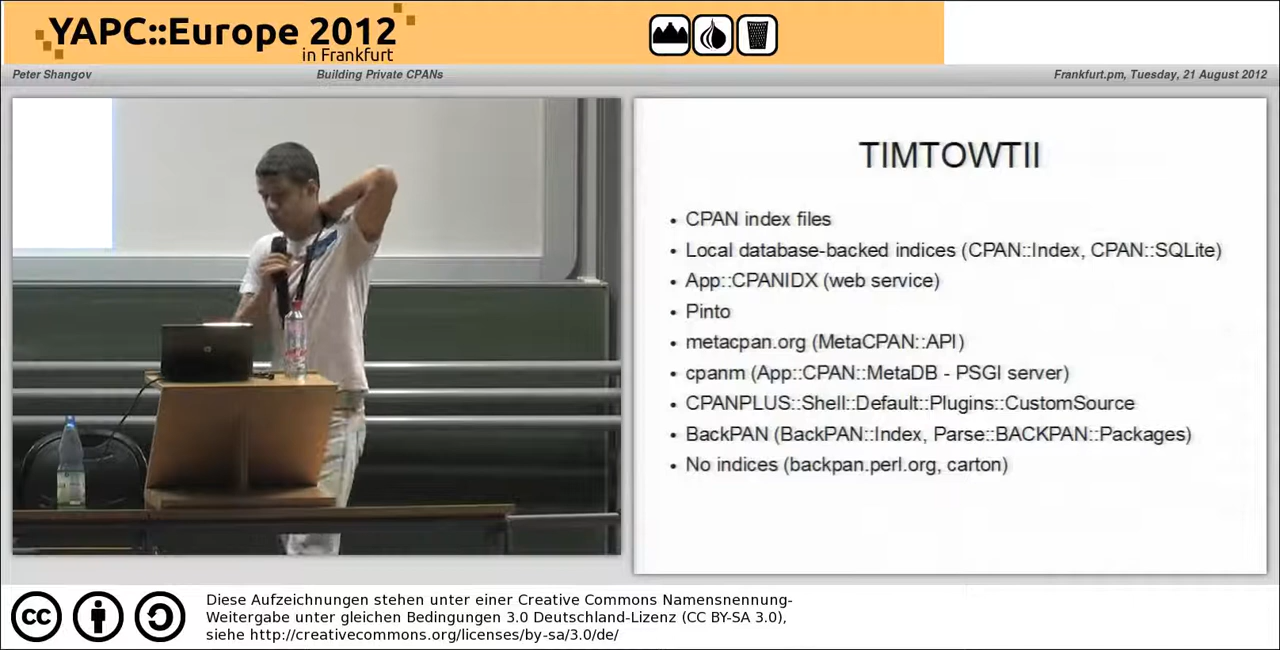 YAPC::Europe 2012
in Frankfurt
Peter Shangov
Building Private CPANs
Frankfurt.pm, Tuesday, 21 August 2012
TIMTOWTII
• CPAN index files
• Local database-backed indices (CPAN::Index, CPAN::SQLite)
• App::CPANIDX (web service)
• Pinto
• metacpan.org (MetaCPAN::API)
• cpanm (App::CPAN::MetaDB - PSGI server)
• CPANPLUS::Shell::Default::Plugins::CustomSource
• BackPAN (BackPAN::Index, Parse::BACKPAN::Packages)
• No indices (backpan.perl.org, carton)
cc
Diese Aufzeichnungen stehen unter einer Creative Commons Namensnennung-
Weitergabe unter gleichen Bedingungen 3.0 Deutschland-Lizenz (CC BY-SA 3.0),
siehe http://creativecommons.org/licenses/by-sa/3.0/de/